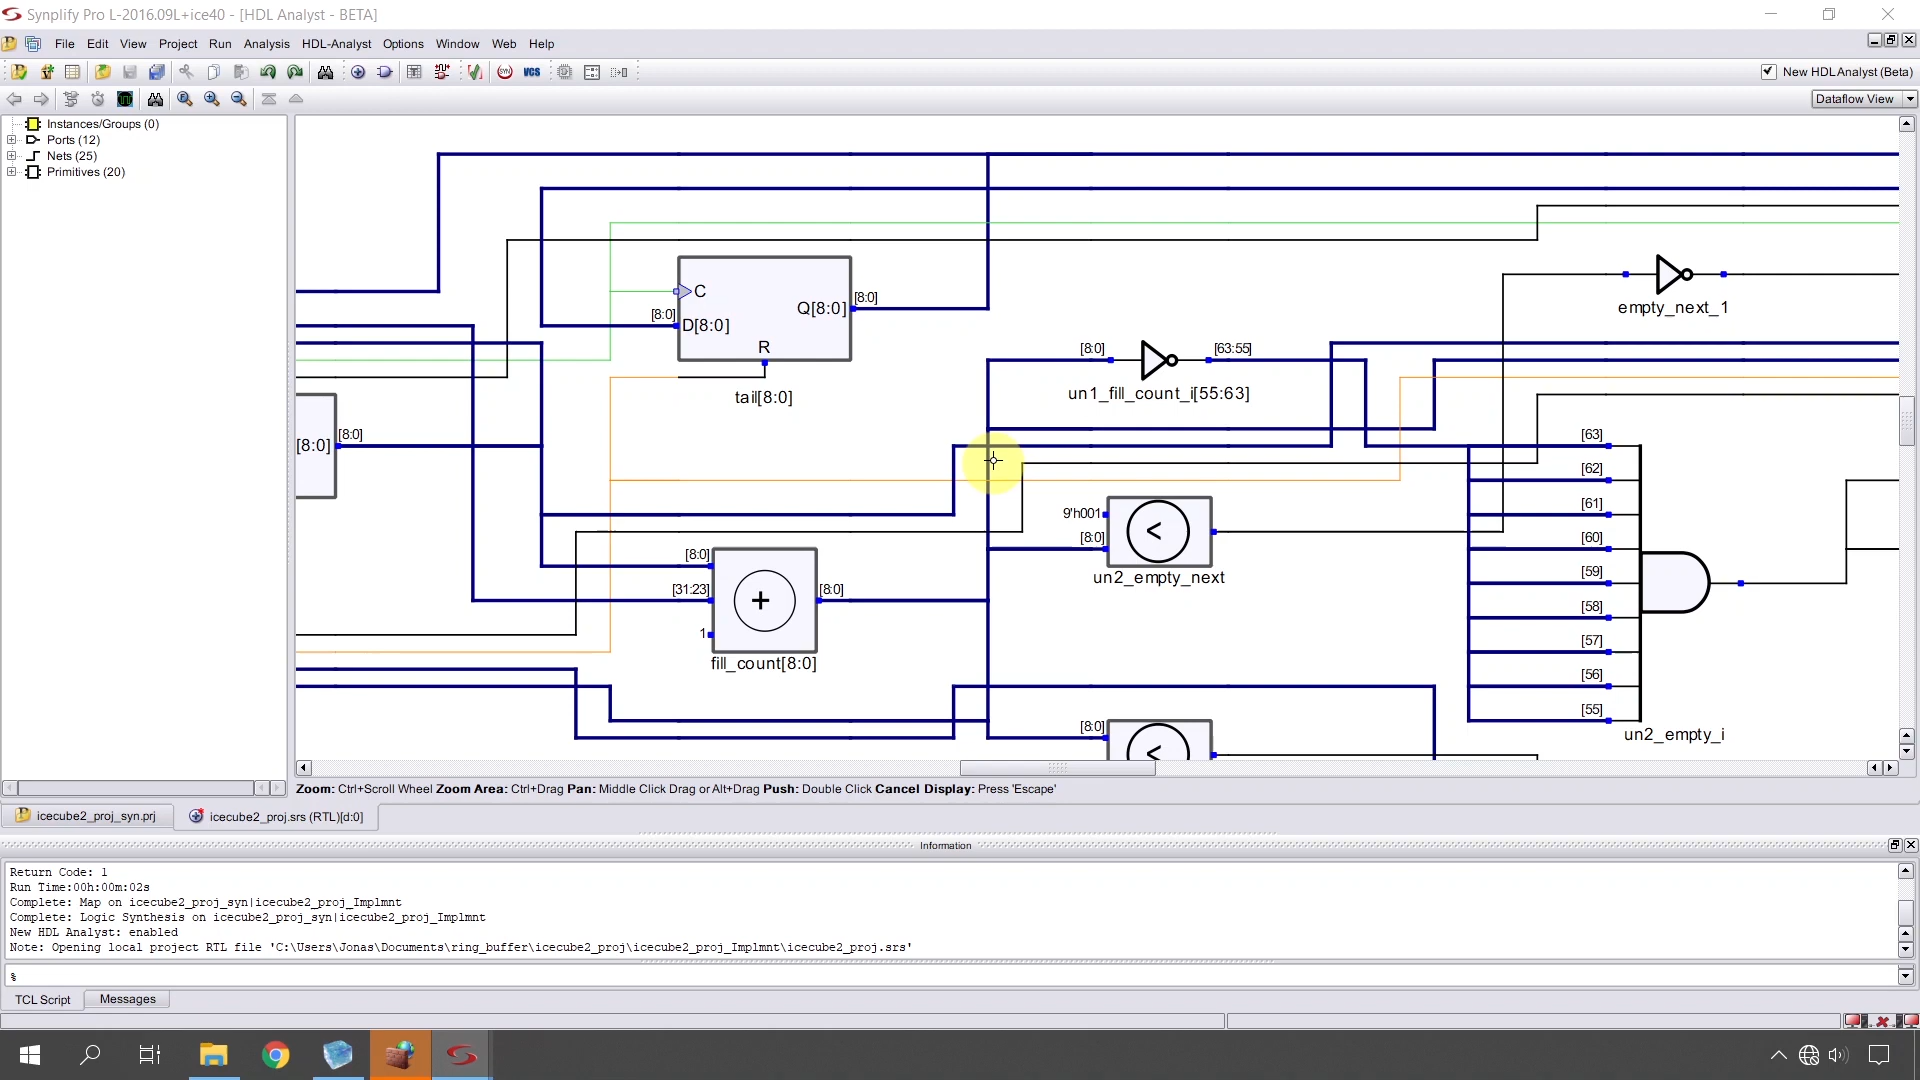 Synplify Pro L-2016.09L+ice40 - [HDL Analyst - BETA]
File Edit View Project Run Analysis HDL-Analyst Options Window Web Help
SYN VCS New HDLAnalyst (Beta)
Dataflow View
Instances/Groups (0)
Ports (12)
Nets (25)
Primitives (20)
empty_next_1
C
[8:0] D[8:0] Q[8:0] [8:0]
R
tail[8:0]
[8:0] [63:55]
un1_fill_count_i[55:63]
[8:0] [8:0]
9'h001
[8:0]
<
un2_empty_next
[8:0]
[31:23]
1
+
[8:0]
fill_count[8:0]
[8:0]
<
[63]
[62]
[61]
[60]
[59]
[58]
[57]
[56]
[55]
un2_empty_i
Zoom: Ctrl+Scroll Wheel Zoom Area: Ctrl+Drag Pan: Middle Click Drag or Alt+Drag Push: Double Click Cancel Display: Press 'Escape'
icecube2_proj_syn.prj icecube2_proj.srs (RTL)[d:0]
Information
Return Code: 1
Run Time:00h:00m:02s
Complete: Map on icecube2_proj_syn|icecube2_proj_Implmnt
Complete: Logic Synthesis on icecube2_proj_syn|icecube2_proj_Implmnt
New HDL Analyst: enabled
Note: Opening local project RTL file 'C:\Users\Jonas\Documents\ring_buffer\icecube2_proj\icecube2_proj_Implmnt\icecube2_proj.srs'
%
TCL Script Messages